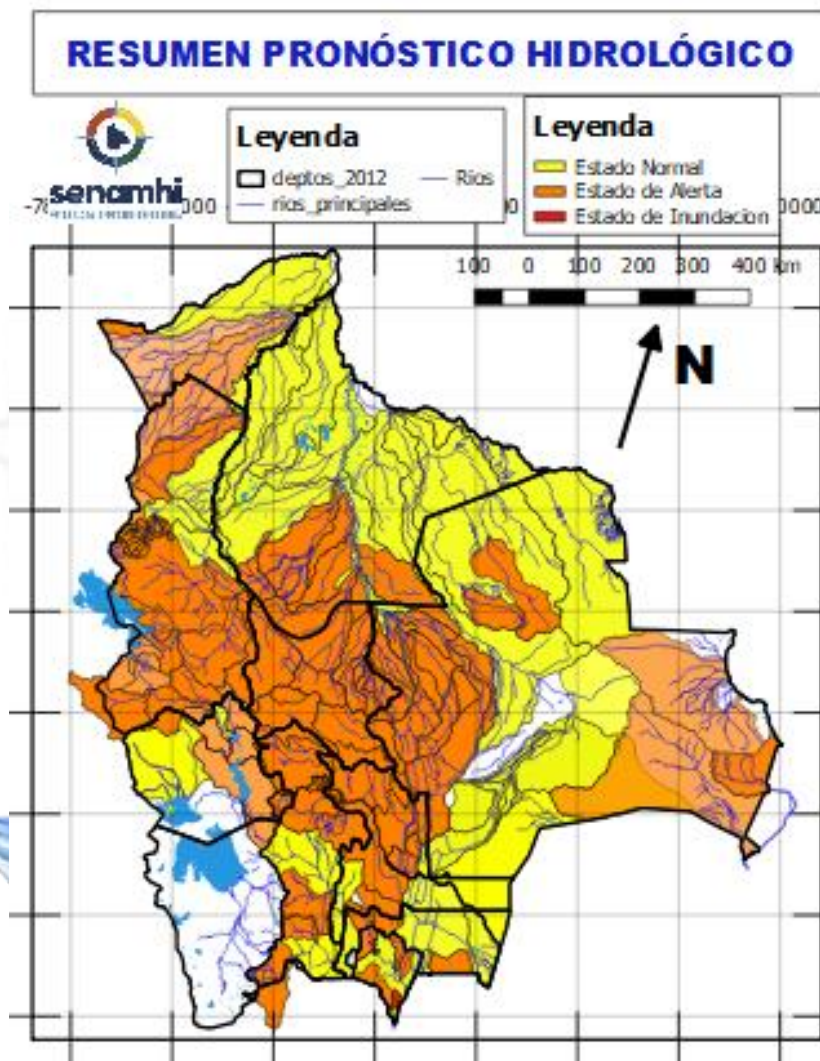 RESUMEN PRONÓSTICO HIDROLÓGICO
senamhi
Leyenda
deptos_2012
Rios
rios_principales
Leyenda
Estado Normal
Estado de Alerta
Estado de Inundacion
100 0 100 200 300 400 km
N